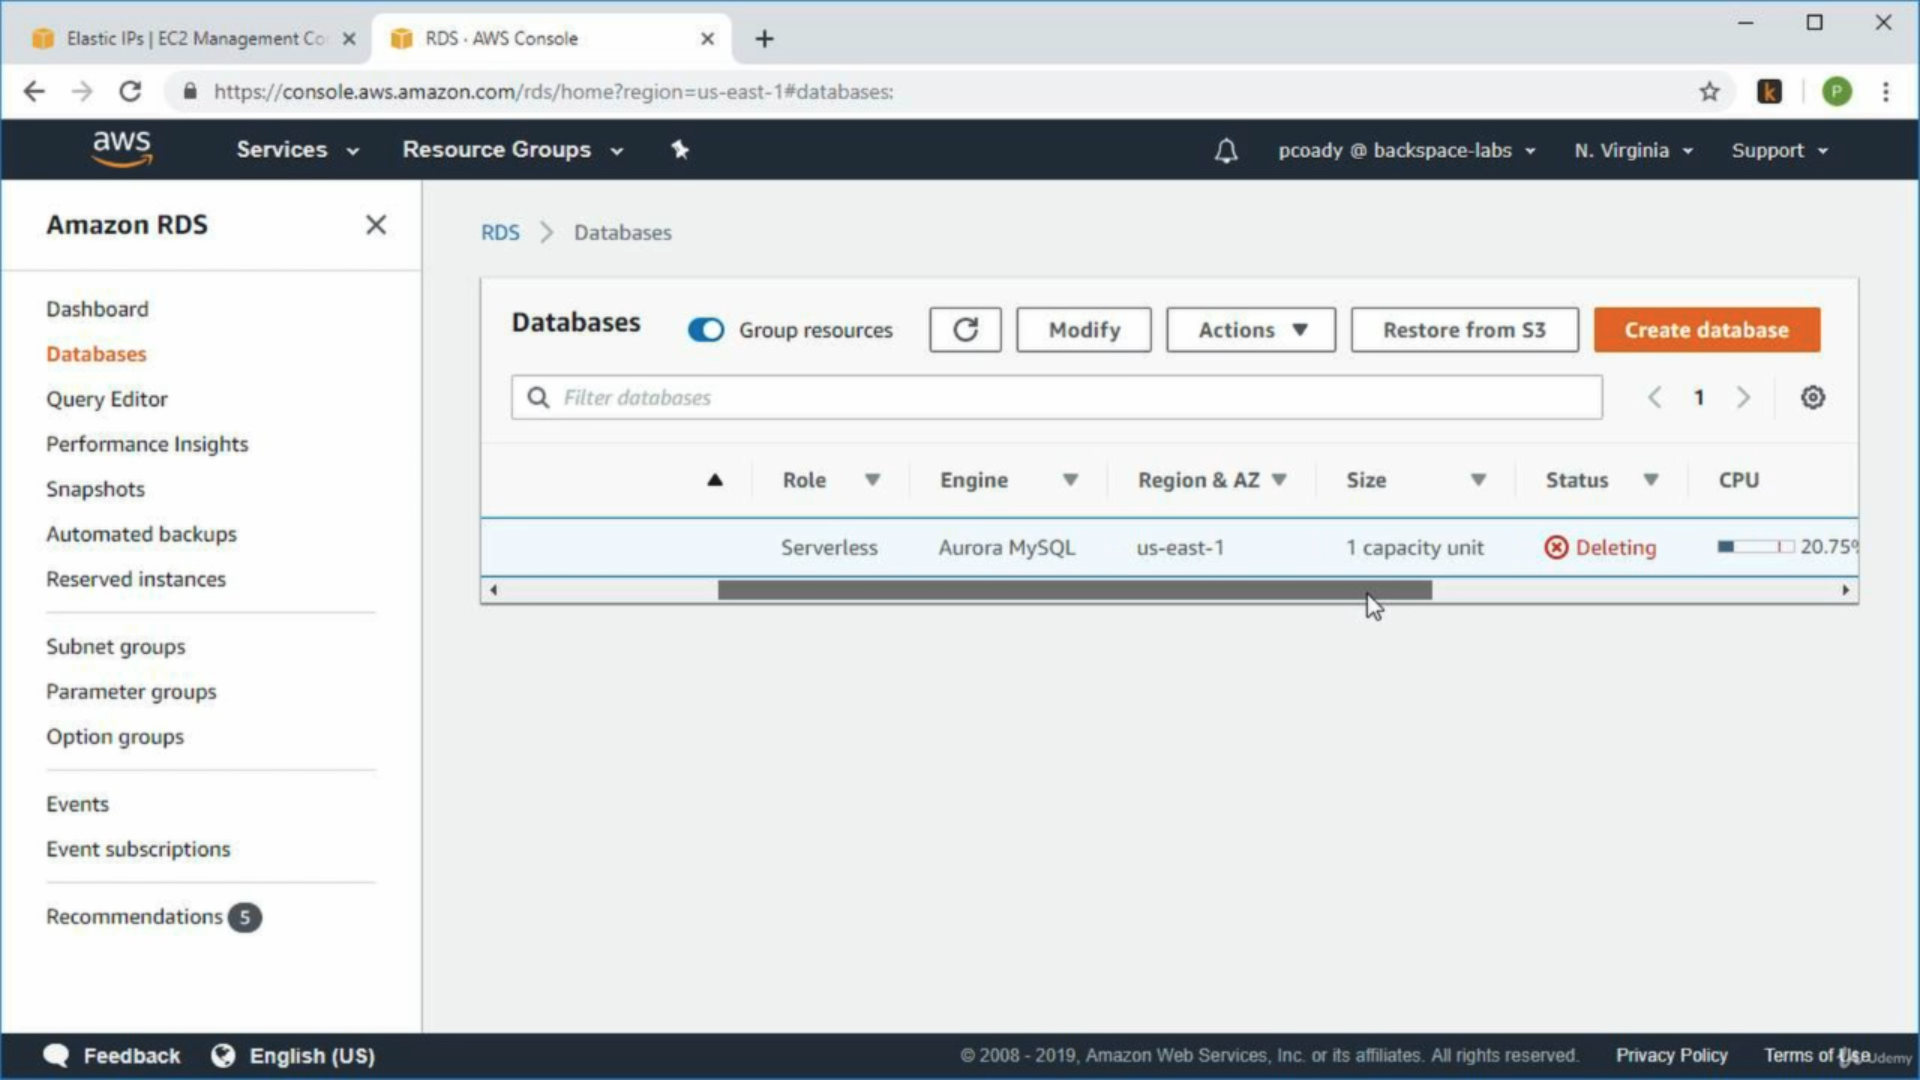 Elastic IPs | EC2 Management Co
RDS · AWS Console
https://console.aws.amazon.com/rds/home?region=us-east-1#databases:
k
P
aws
Services
Resource Groups
pcoady @ backspace-labs
N. Virginia
Support
Amazon RDS
Dashboard
Databases
Query Editor
Performance Insights
Snapshots
Automated backups
Reserved instances
Subnet groups
Parameter groups
Option groups
Events
Event subscriptions
Recommendations 5
RDS > Databases
Databases
Group resources
Modify
Actions
Restore from S3
Create database
Filter databases
1
Role
Engine
Region & AZ
Size
Status
CPU
Serverless
Aurora MySQL
us-east-1
1 capacity unit
Deleting
20.75%
Feedback
English (US)
© 2008 - 2019, Amazon Web Services, Inc. or its affiliates. All rights reserved.
Privacy Policy
Terms of Use
Udemy